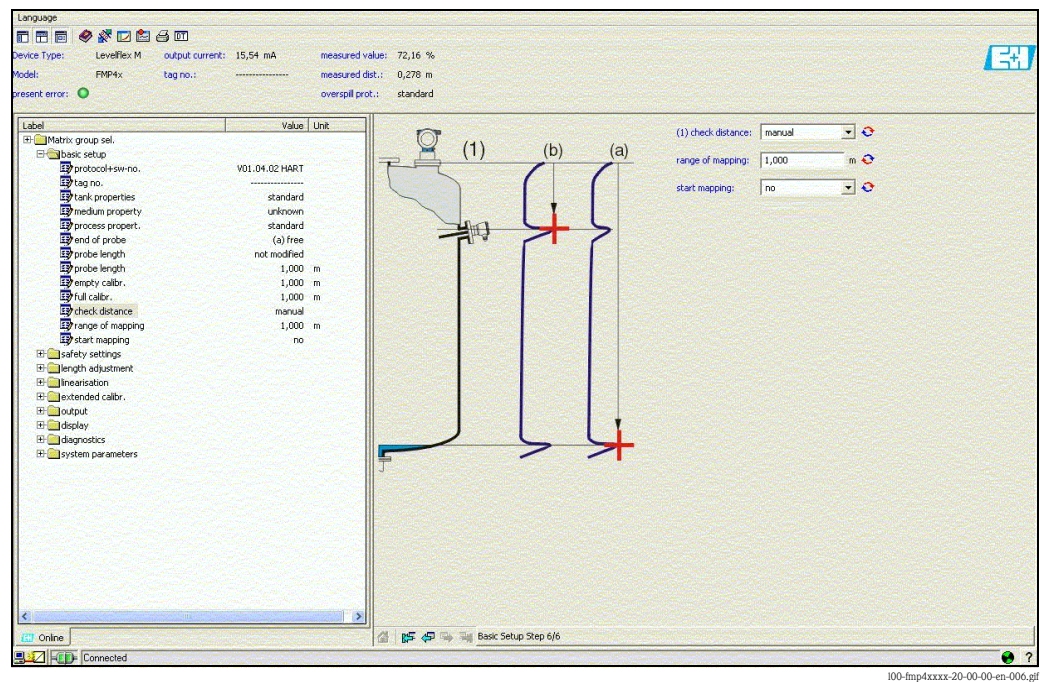 Language
Device Type: Levelflex M output current: 15,54 mA measured value: 72,16 %
Model: FMP4x tag no.: ---------------- measured dist.: 0,278 m
present error: overspill prot.: standard
E+H
Label Value Unit
Matrix group sel.
basic setup
protocol+sw-no. V01.04.02 HART
tag no. ----------------
tank properties standard
medium property unknown
process propert. standard
end of probe (a) free
probe length not modified
probe length 1,000 m
empty calibr. 1,000 m
full calibr. 1,000 m
check distance manual
range of mapping 1,000 m
start mapping no
safety settings
length adjustment
linearisation
extended calibr.
output
display
diagnostics
system parameters
(1) (b) (a)
(1) check distance: manual
range of mapping: 1,000 m
start mapping: no
Online
Basic Setup Step 6/6
Connected
?
l00-fmp4xxxx-20-00-00-en-006.gif